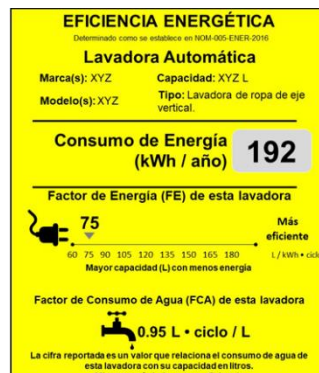 EFICIENCIA ENERGÉTICA
Determinado como se establece en NOM-005-ENER-2016
Lavadora Automática
Marca(s): XYZ Capacidad: XYZ L
Modelo(s): XYZ Tipo: Lavadora de ropa de eje
vertical.
Consumo de Energía
(kWh / año) 192
Factor de Energía (FE) de esta lavadora
75 Más
eficiente
60 75 90 105 120 135 150 165 180 L / kWh • ciclo
Mayor capacidad (L) con menos energía
Factor de Consumo de Agua (FCA) de esta lavadora
0.95 L • ciclo / L
La cifra reportada es un valor que relaciona el consumo de agua de
esta lavadora con su capacidad en litros.